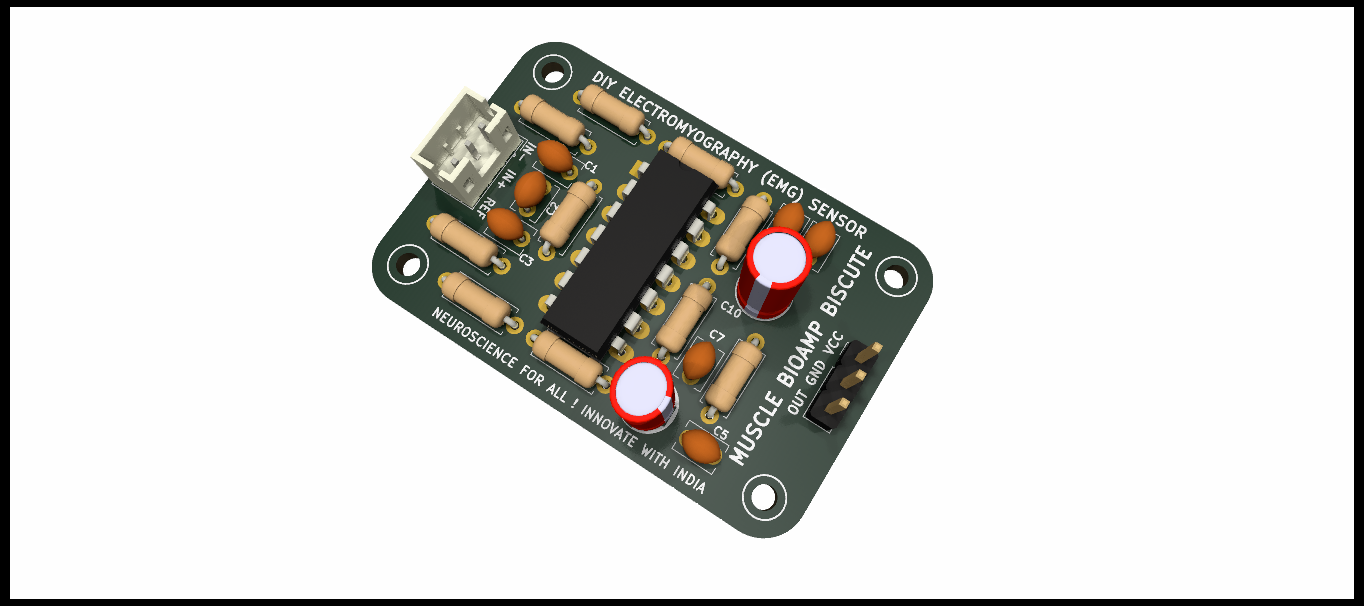 DIY ELECTROMYOGRAPHY (EMG) SENSOR
IN-
IN+
REF
C1
C2
C3
C10
C7
C5
VCC
GND
OUT
MUSCLE BIOAMP BISCUTE
NEUROSCIENCE FOR ALL ! INNOVATE WITH INDIA